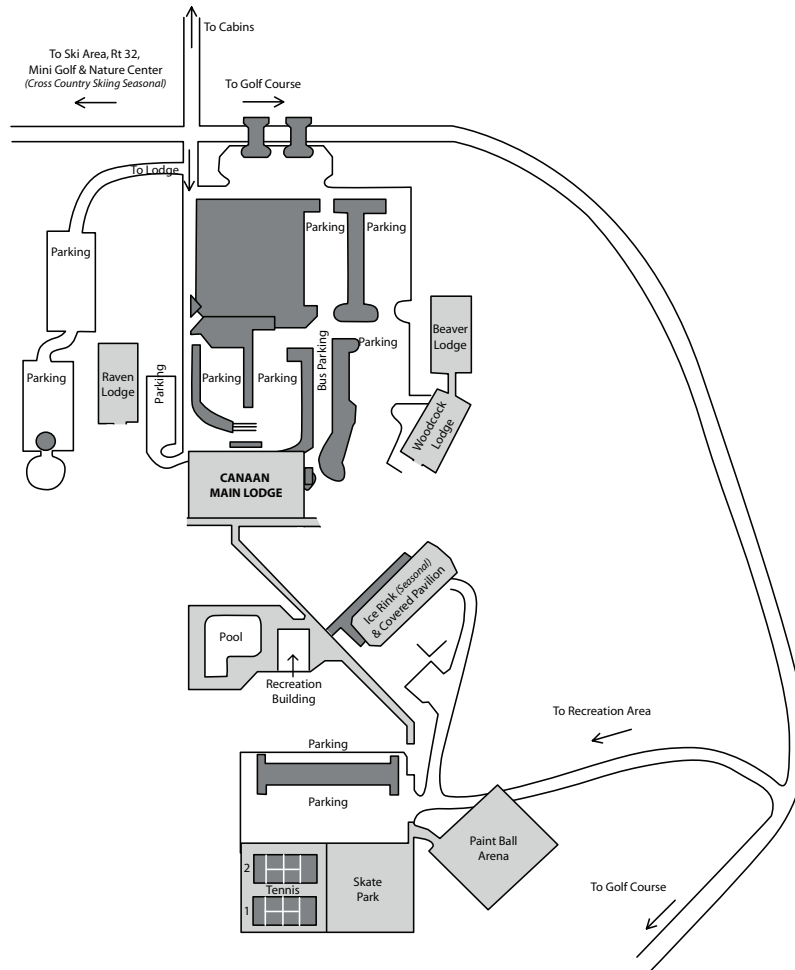 To Cabins
To Ski Area, Rt 32,
Mini Golf & Nature Center
(Cross Country Skiing Seasonal)
To Golf Course
To Lodge
Parking
Parking
Parking
Parking
Beaver
Lodge
Bus Parking
Parking
Raven
Lodge
Parking
Parking
Parking
Parking
Woodcock
Lodge
CANAAN
MAIN LODGE
Ice Rink (Seasonal)
& Covered Pavilion
Pool
Recreation
Building
To Recreation Area
Parking
Parking
Paint Ball
Arena
2
Tennis
1
Skate
Park
To Golf Course